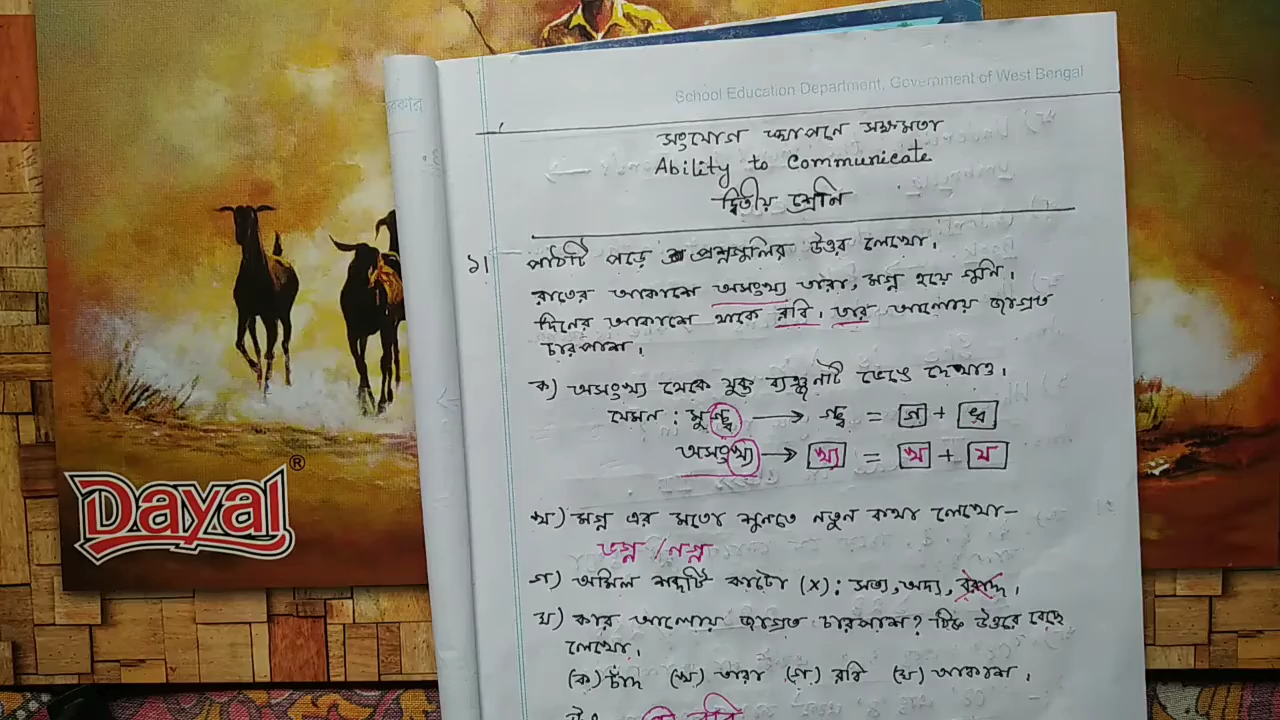 School Education Department, Government of West Bengal
সংযোগ স্থাপনে সক্ষমতা
Ability to Communicate
দ্বিতীয় শ্রেণি
১। পাঠটি পড়ে প্রশ্নগুলির উত্তর লেখো।
রাতের আকাশে অসংখ্য তারা, মগ্ন হয়ে গুনি।
দিনের আকাশে থাকে রবি। তার আলোয় জাগ্রত
চারপাশ।
ক) অসংখ্য থেকে যুক্ত ব্যঞ্জনটি ভেঙে দেখাও।
যেমন : মুগ্ধ → গ্ধ = গ + ধ
অসংখ্য → খ্য = খ + য
খ) মগ্ন এর মতো শুনতে নতুন কথা লেখো—
ভগ্ন / নগ্ন
গ) অমিল শব্দটি কাটো (x): সত্য, অদ্য,
ঘ) কার আলোয় জাগ্রত চারপাশ? ঠিক উত্তর বেছে
লেখো।
(ক) চাঁদ (খ) তারা (গ) রবি (ঘ) আকাশ।
রবি
Dayal
®